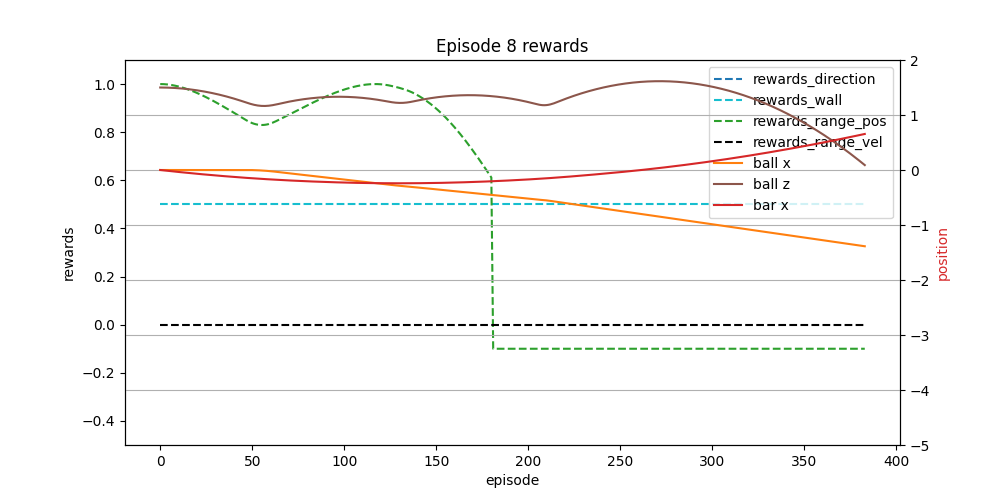 Episode 8 rewards
rewards
1.0
0.8
0.6
0.4
0.2
0.0
−0.2
−0.4
rewards_direction
rewards_wall
rewards_range_pos
rewards_range_vel
ball x
ball z
bar x
2
1
0
−1
−2
−3
−4
−5
position
0 50 100 150 200 250 300 350 400
episode